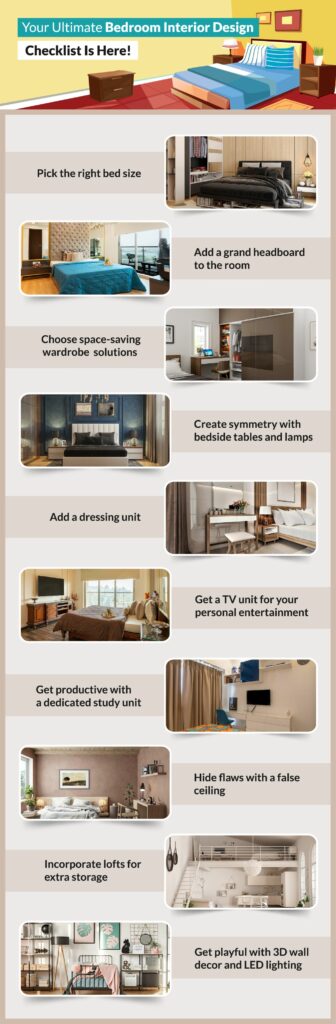 Your Ultimate Bedroom Interior Design
Checklist Is Here!
Pick the right bed size
Add a grand headboard
to the room
Choose space-saving
wardrobe solutions
Create symmetry with
bedside tables and lamps
Add a dressing unit
Get a TV unit for your
personal entertainment
Get productive with
a dedicated study unit
Hide flaws with a false
ceiling
Incorporate lofts for
extra storage
Get playful with 3D wall
decor and LED lighting